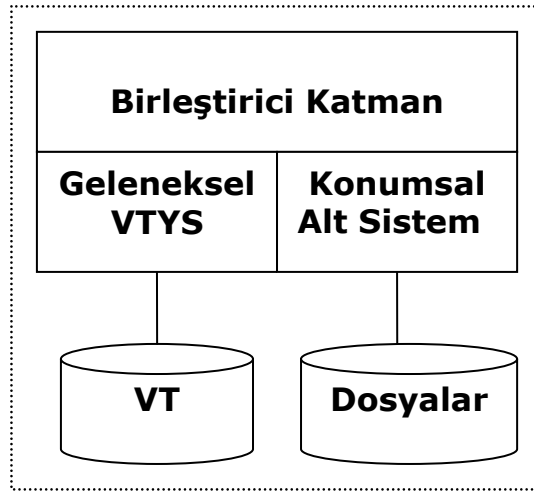 Birleştirici Katman
Geleneksel
VTYS
Konumsal
Alt Sistem
VT
Dosyalar